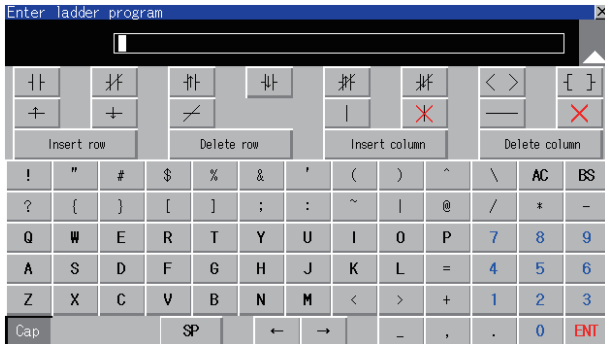 Enter ladder program X
< > { }
Insert row Delete row Insert column Delete column
! " # $ % & ' ( ) ^ \ AC BS
? { } [ ] ; : ~ | @ / * -
Q W E R T Y U I O P 7 8 9
A S D F G H J K L = 4 5 6
Z X C V B N M < > + 1 2 3
Cap SP ← → _ , . 0 ENT